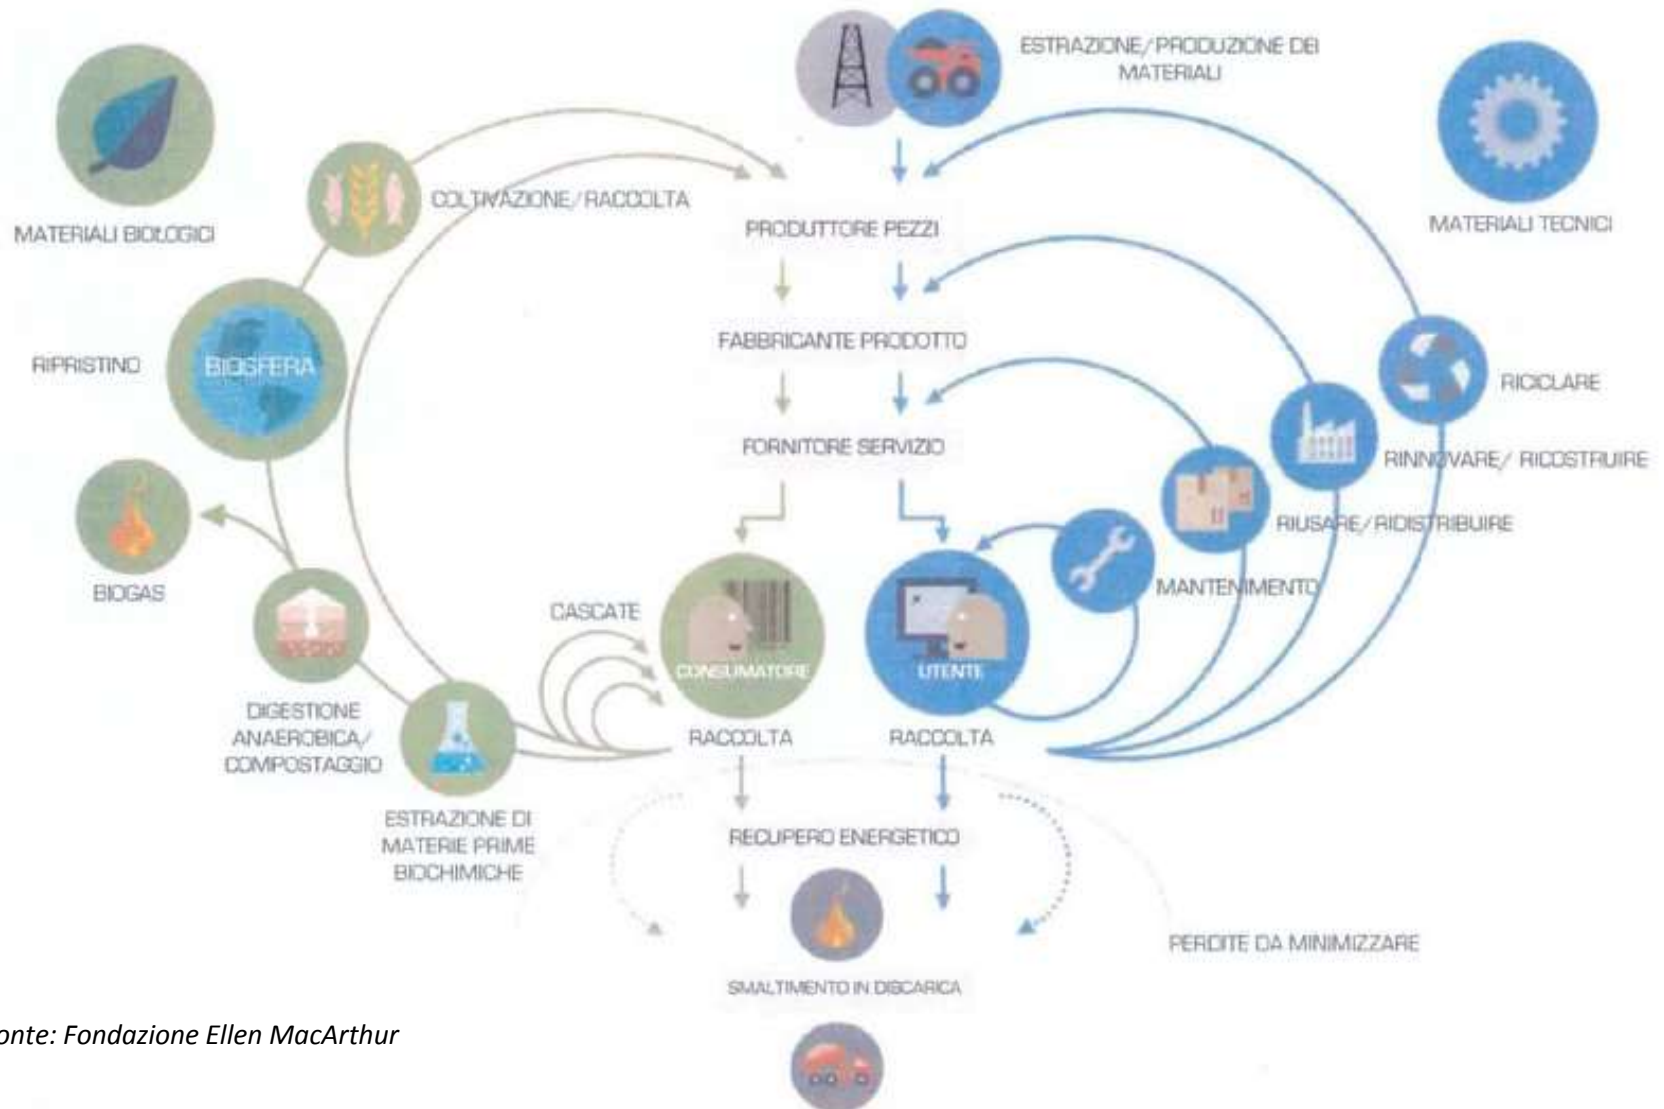 ESTRAZIONE/PRODUZIONE DEI
MATERIALI
MATERIALI BIOLOGICI
COLTIVAZIONE/RACCOLTA
PRODUTTORE PEZZI
MATERIALI TECNICI
FABBRICANTE PRODOTTO
RIPRISTINO
BIOSFERA
RICICLARE
FORNITORE SERVIZIO
RINNOVARE/ RICOSTRUIRE
RIUSARE/RIDISTRIBUIRE
BIOGAS
MANTENIMENTO
CASCATE
CONSUMATORE
UTENTE
DIGESTIONE
ANAEROBICA/
COMPOSTAGGIO
RACCOLTA
RACCOLTA
ESTRAZIONE DI
MATERIE PRIME
BIOCHIMICHE
RECUPERO ENERGETICO
PERDITE DA MINIMIZZARE
SMALTIMENTO IN DISCARICA
onte: Fondazione Ellen MacArthur